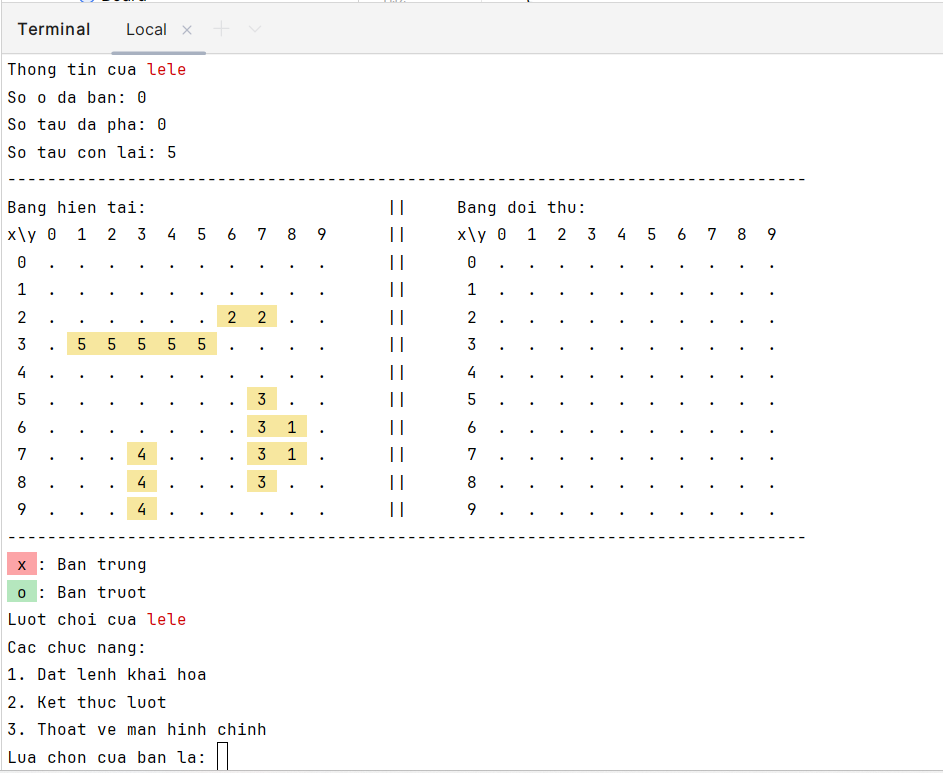 Terminal Local × +
Thong tin cua lele
So o da ban: 0
So tau da pha: 0
So tau con lai: 5
--------------------------------------------------------------------------------
Bang hien tai: || Bang doi thu:
x\y 0 1 2 3 4 5 6 7 8 9 || x\y 0 1 2 3 4 5 6 7 8 9
0 . . . . . . . . . . || 0 . . . . . . . . . .
1 . . . . . . . . . . || 1 . . . . . . . . . .
2 . . . . . . 2 2 . . || 2 . . . . . . . . . .
3 . 5 5 5 5 5 . . . . || 3 . . . . . . . . . .
4 . . . . . . . . . . || 4 . . . . . . . . . .
5 . . . . . . . 3 . . || 5 . . . . . . . . . .
6 . . . . . . . 3 1 . || 6 . . . . . . . . . .
7 . . . 4 . . . 3 1 . || 7 . . . . . . . . . .
8 . . . 4 . . . 3 . . || 8 . . . . . . . . . .
9 . . . 4 . . . . . . || 9 . . . . . . . . . .
--------------------------------------------------------------------------------
x : Ban trung
o : Ban truot
Luot choi cua lele
Cac chuc nang:
1. Dat lenh khai hoa
2. Ket thuc luot
3. Thoat ve man hinh chinh
Lua chon cua ban la: